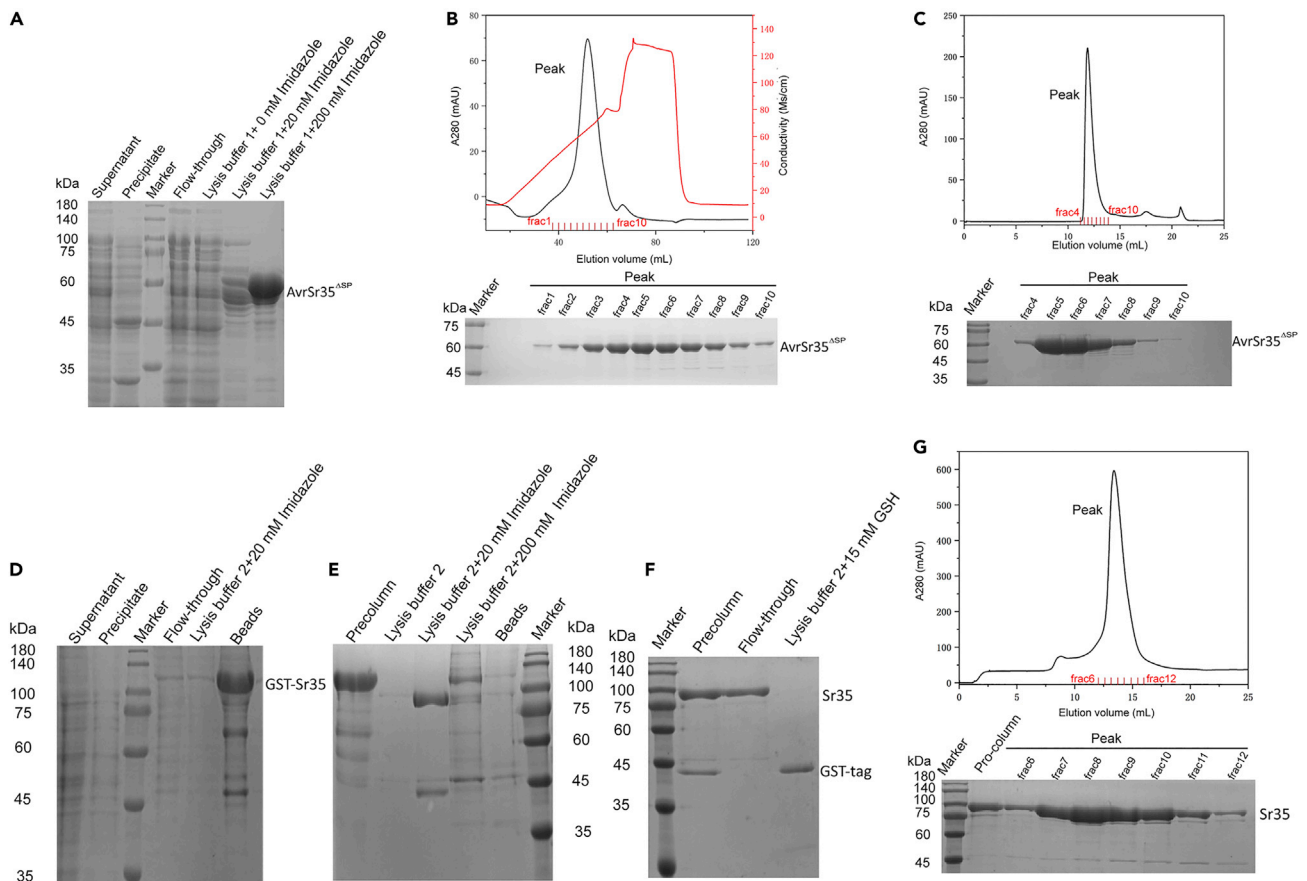 A
Supernatant
Precipitate
Marker
Flow-through
Lysis buffer 1+ 0 mM Imidazole
Lysis buffer 1+20 mM Imidazole
Lysis buffer 1+200 mM Imidazole
kDa
180
140
100
75
60
45
35
AvrSr35ΔSP
B
80
60
40
20
0
A280 (mAU)
Peak
140
120
100
80
60
40
20
0
Conductivity (Ms/cm)
frac1
frac10
40
80
120
Elution volume (mL)
Peak
kDa
Marker
frac1
frac2
frac3
frac4
frac5
frac6
frac7
frac8
frac9
frac10
75
60
45
AvrSr35ΔSP
C
250
200
150
100
50
0
A280 (mAU)
Peak
frac4
frac10
0
5
10
15
20
25
Elution volume (mL)
Peak
kDa
Marker
frac4
frac5
frac6
frac7
frac8
frac9
frac10
75
60
45
35
AvrSr35ΔSP
D
Supernatant
Precipitate
Marker
Flow-through
Lysis buffer 2+20 mM Imidazole
Beads
kDa
180
140
100
75
60
45
35
GST-Sr35
E
Precolumn
Lysis buffer 2
Lysis buffer 2+20 mM Imidazole
Lysis buffer 2+200 mM Imidazole
Beads
Marker
kDa
180
140
100
75
60
45
35
F
Marker
Precolumn
Flow-through
Lysis buffer 2+15 mM GSH
kDa
180
140
100
75
60
45
35
Sr35
GST-tag
G
600
500
400
300
200
100
0
A280 (mAU)
Peak
frac6
frac12
0
5
10
15
20
25
Elution volume (mL)
Peak
kDa
Marker
Pro-column
frac6
frac7
frac8
frac9
frac10
frac11
frac12
180
140
100
75
60
45
Sr35